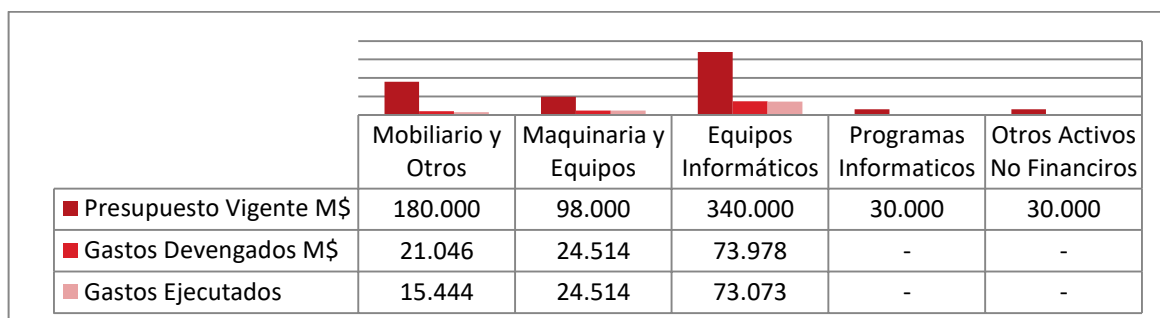 Mobiliario y Otros
Maquinaria y Equipos
Equipos Informáticos
Programas Informaticos
Otros Activos No Financiros
Presupuesto Vigente M$ 180.000 98.000 340.000 30.000 30.000
Gastos Devengados M$ 21.046 24.514 73.978 - -
Gastos Ejecutados 15.444 24.514 73.073 - -